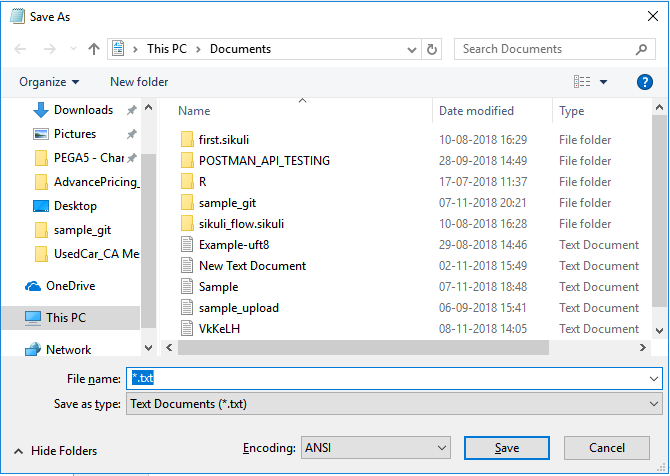 Save As
This PC > Documents
Search Documents
Organize New folder ?
Downloads
Pictures
PEGA5 - Char
AdvancePricing_
Desktop
sample_git
UsedCar_CA Me
OneDrive
This PC
Network
Name Date modified Type
first.sikuli 10-08-2018 16:29 File folder
POSTMAN_API_TESTING 28-09-2018 14:49 File folder
R 17-07-2018 11:37 File folder
sample_git 07-11-2018 20:21 File folder
sikuli_flow.sikuli 10-08-2018 16:28 File folder
Example-uft8 29-08-2018 14:46 Text Document
New Text Document 02-11-2018 15:49 Text Document
Sample 07-11-2018 18:48 Text Document
sample_upload 06-09-2018 15:41 Text Document
VkKeLH 08-11-2018 14:05 Text Document
File name: *.txt
Save as type: Text Documents (*.txt)
Hide Folders Encoding: ANSI Save Cancel